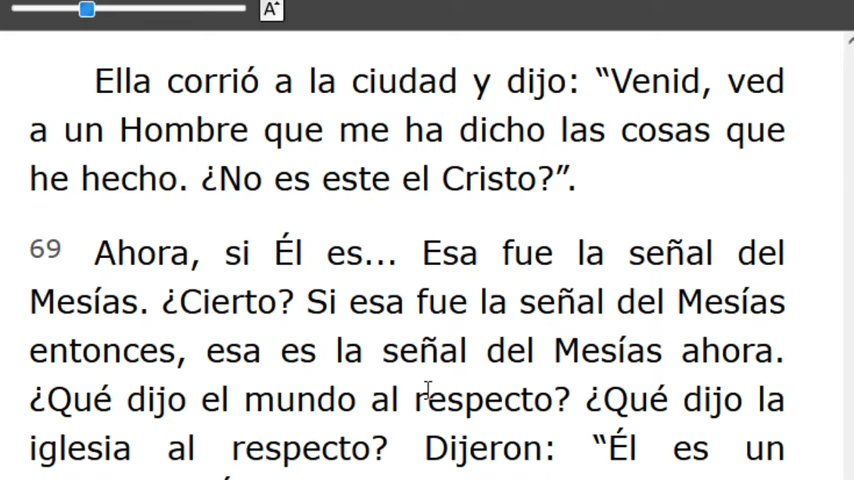 A
Ella corrió a la ciudad y dijo: “Venid, ved
a un Hombre que me ha dicho las cosas que
he hecho. ¿No es este el Cristo?”.
69 Ahora, si Él es... Esa fue la señal del
Mesías. ¿Cierto? Si esa fue la señal del Mesías
entonces, esa es la señal del Mesías ahora.
¿Qué dijo el mundo al respecto? ¿Qué dijo la
iglesia al respecto? Dijeron: “Él es un